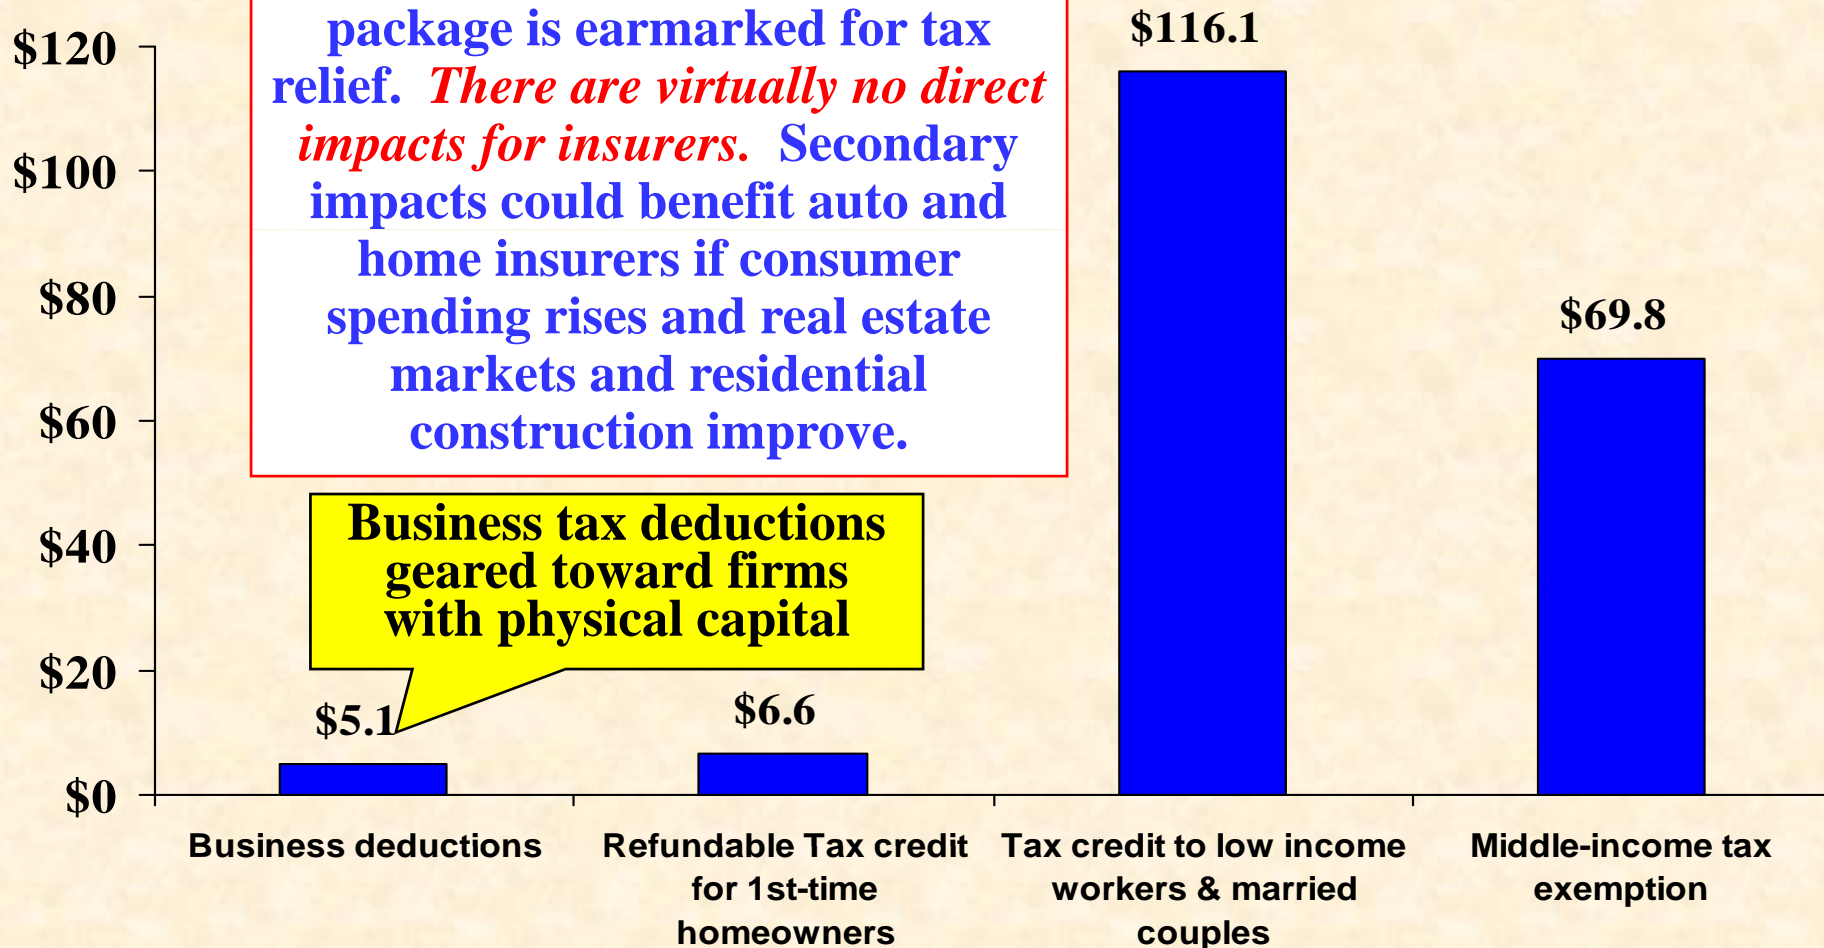 $120
$100
$80
$60
$40
$20
$0
package is earmarked for tax
relief. There are virtually no direct
impacts for insurers. Secondary
impacts could benefit auto and
home insurers if consumer
spending rises and real estate
markets and residential
construction improve.
Business tax deductions
geared toward firms
with physical capital
$5.1
$6.6
$116.1
$69.8
Business deductions
Refundable Tax credit
for 1st-time
homeowners
Tax credit to low income
workers & married
couples
Middle-income tax
exemption